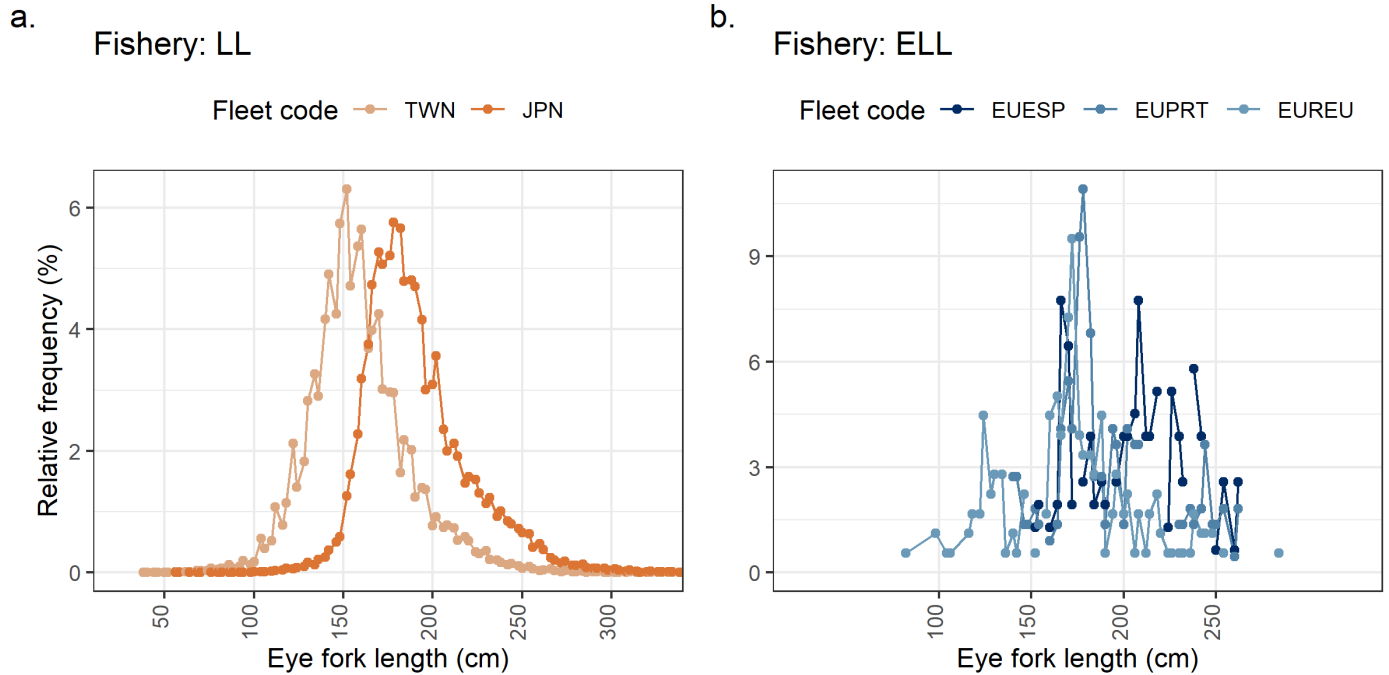 a.
Fishery: LL
Fleet code TWN JPN
Relative frequency (%)
6
4
2
0
50 100 150 200 250 300
Eye fork length (cm)
b.
Fishery: ELL
Fleet code EUESP EUPRT EUREU
9
6
3
0
100 150 200 250
Eye fork length (cm)